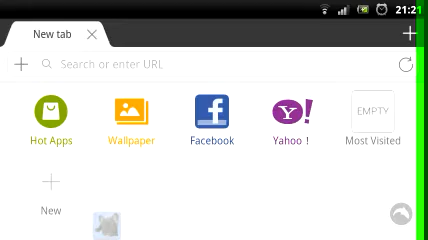 21:21
New tab
Search or enter URL
EMPTY
Hot Apps
Wallpaper
Facebook
Yahoo !
Most Visited
New